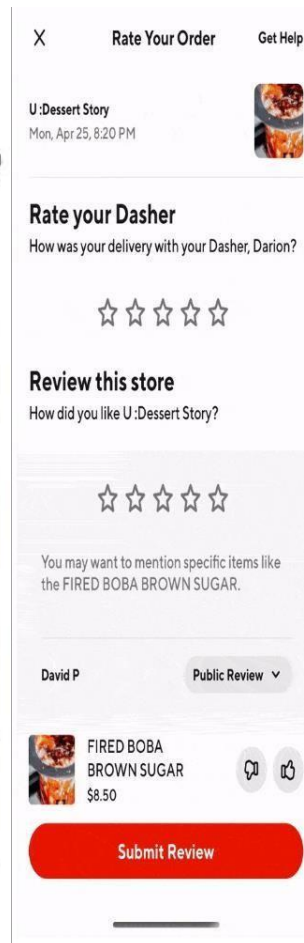 X Rate Your Order Get Help
U :Dessert Story
Mon, Apr 25, 8:20 PM
Rate your Dasher
How was your delivery with your Dasher, Darion?
Review this store
How did you like U :Dessert Story?
You may want to mention specific items like
the FIRED BOBA BROWN SUGAR.
David P Public Review
FIRED BOBA
BROWN SUGAR
$8.50
Submit Review